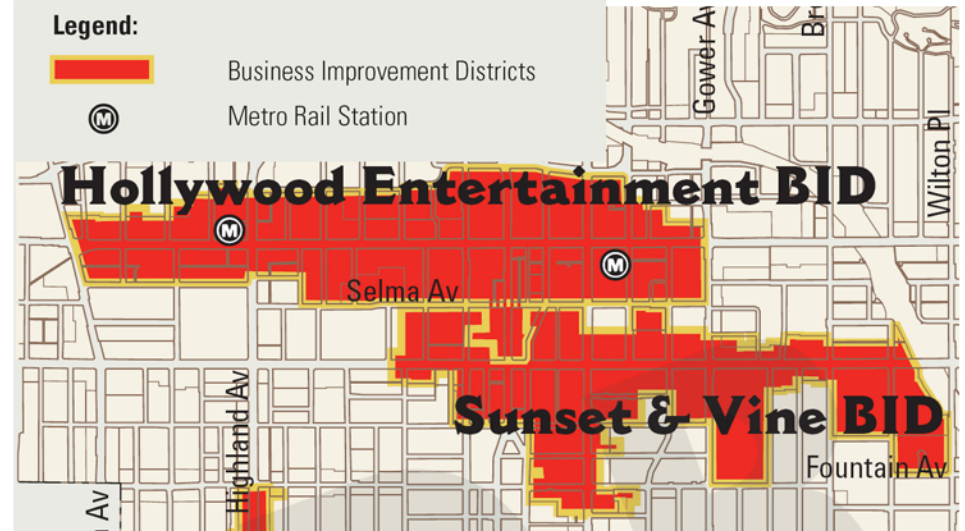 Legend:
Business Improvement Districts
M
Metro Rail Station
Gower Av
Wilton Pl
Hollywood Entertainment BID
M
M
Selma Av
Highland Av
Sunset & Vine BID
Fountain Av
Av